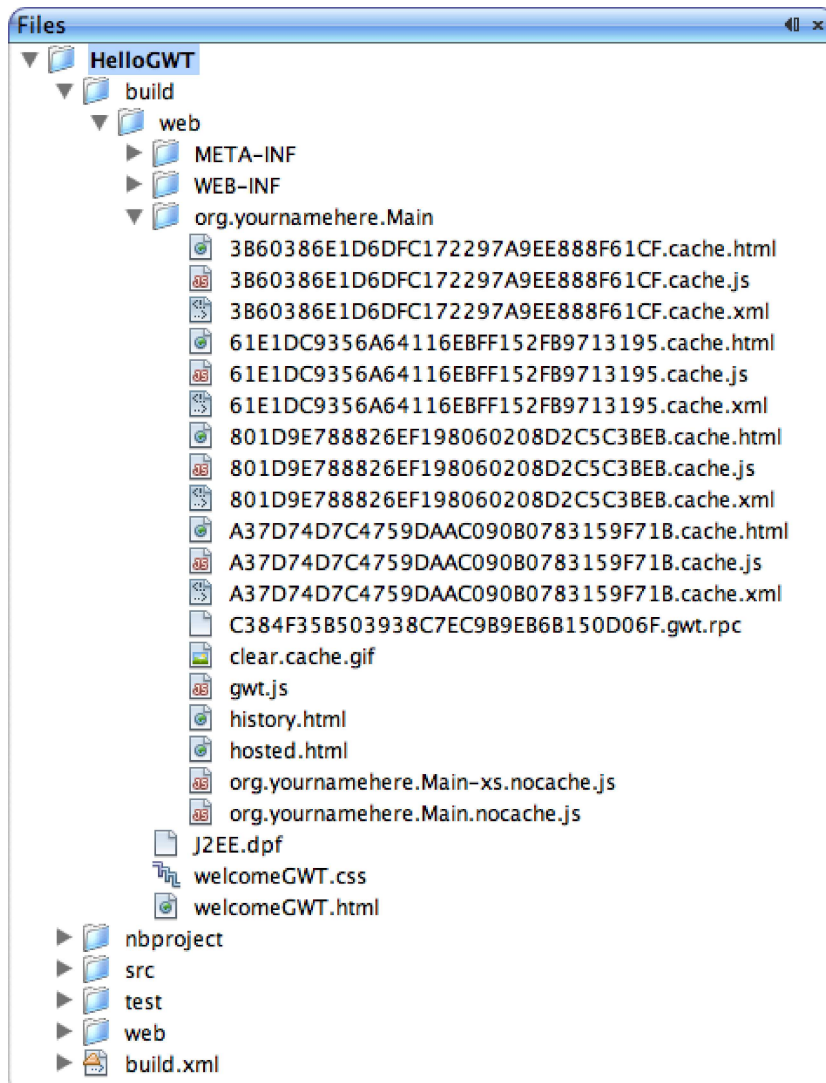 Files
HelloGWT
build
web
META-INF
WEB-INF
org.yournamehere.Main
3B60386E1D6DFC172297A9EE888F61CF.cache.html
3B60386E1D6DFC172297A9EE888F61CF.cache.js
3B60386E1D6DFC172297A9EE888F61CF.cache.xml
61E1DC9356A64116EBFF152FB9713195.cache.html
61E1DC9356A64116EBFF152FB9713195.cache.js
61E1DC9356A64116EBFF152FB9713195.cache.xml
801D9E788826EF198060208D2C5C3BEB.cache.html
801D9E788826EF198060208D2C5C3BEB.cache.js
801D9E788826EF198060208D2C5C3BEB.cache.xml
A37D74D7C4759DAAC090B0783159F71B.cache.html
A37D74D7C4759DAAC090B0783159F71B.cache.js
A37D74D7C4759DAAC090B0783159F71B.cache.xml
C384F35B503938C7EC9B9EB6B150D06F.gwt.rpc
clear.cache.gif
gwt.js
history.html
hosted.html
org.yournamehere.Main-xs.nocache.js
org.yournamehere.Main.nocache.js
J2EE.dpf
welcomeGWT.css
welcomeGWT.html
nbproject
src
test
web
build.xml